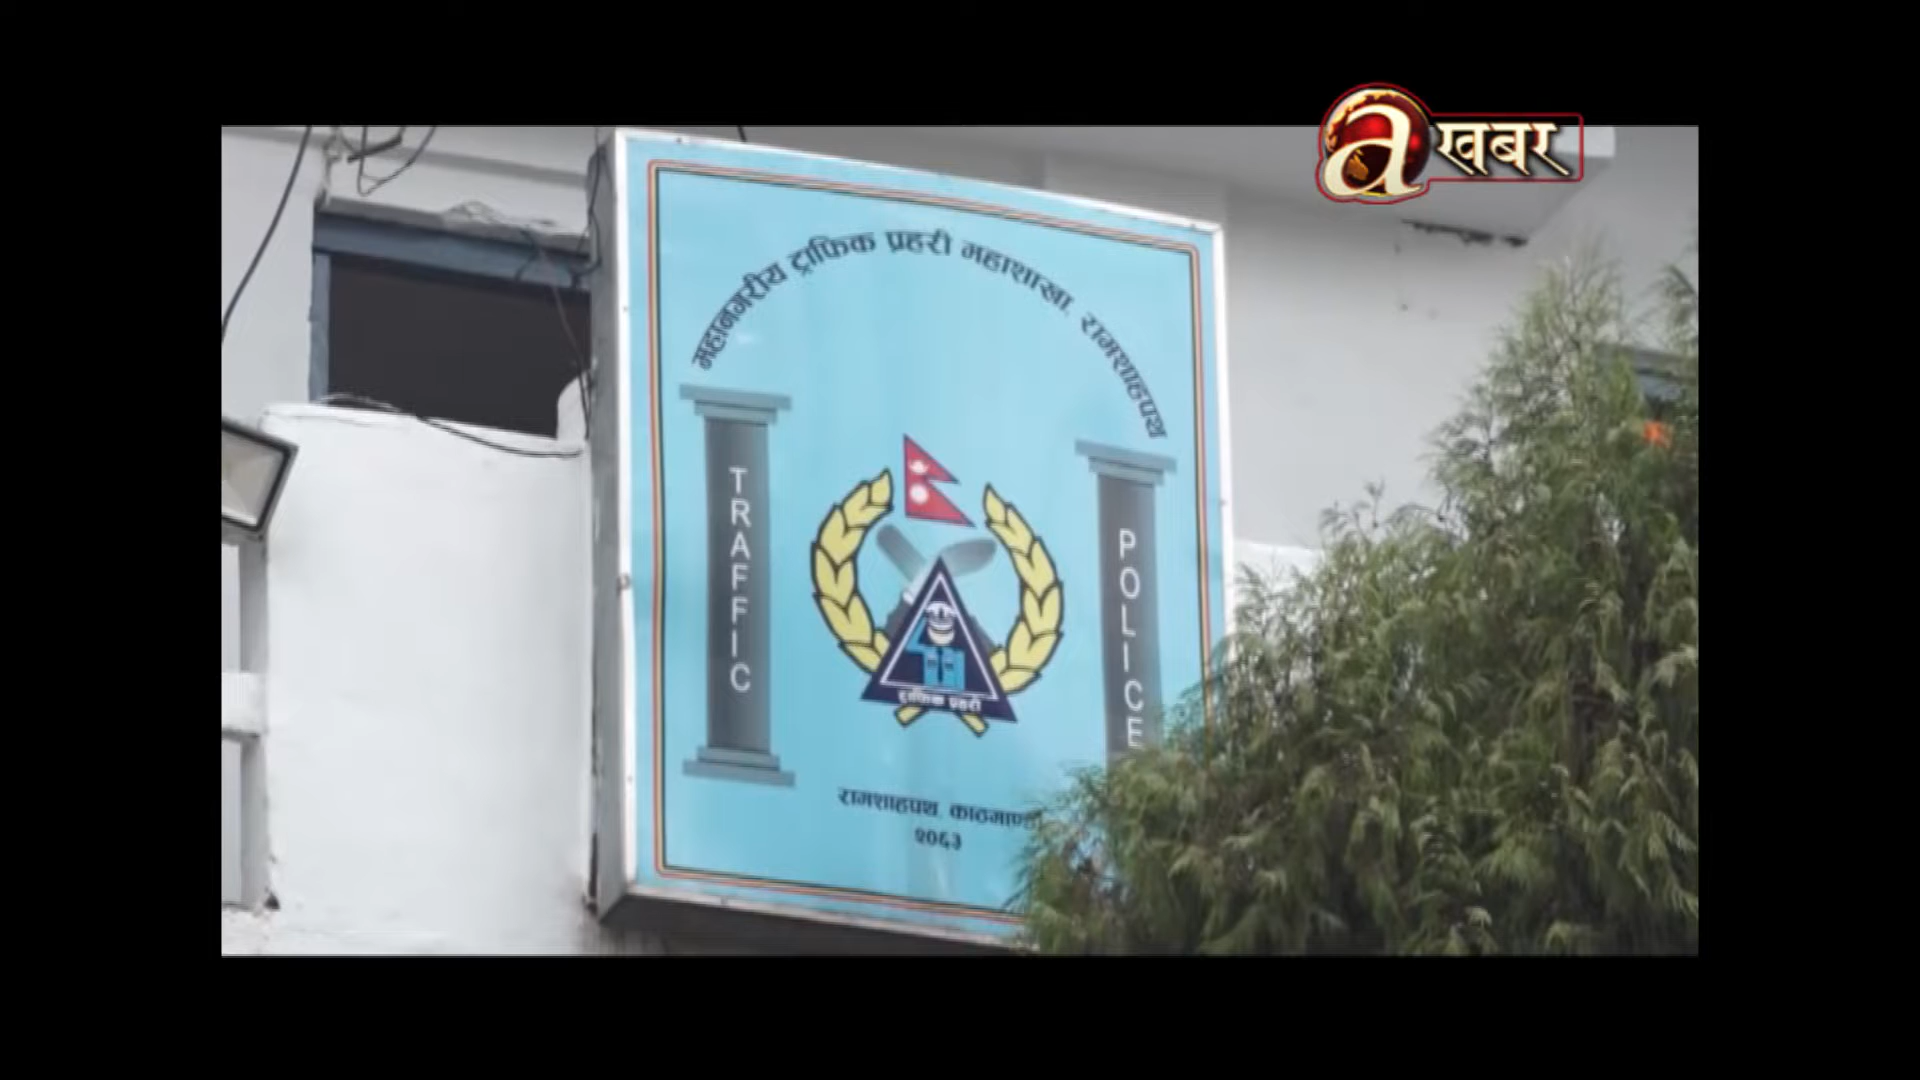 a खबर
महानगरीय ट्राफिक प्रहरी महाशाखा, रामशाहपथ
TRAFFIC
POLICE
ट्राफिक प्रहरी
रामशाहपथ, काठमाण्डौ
२०६३